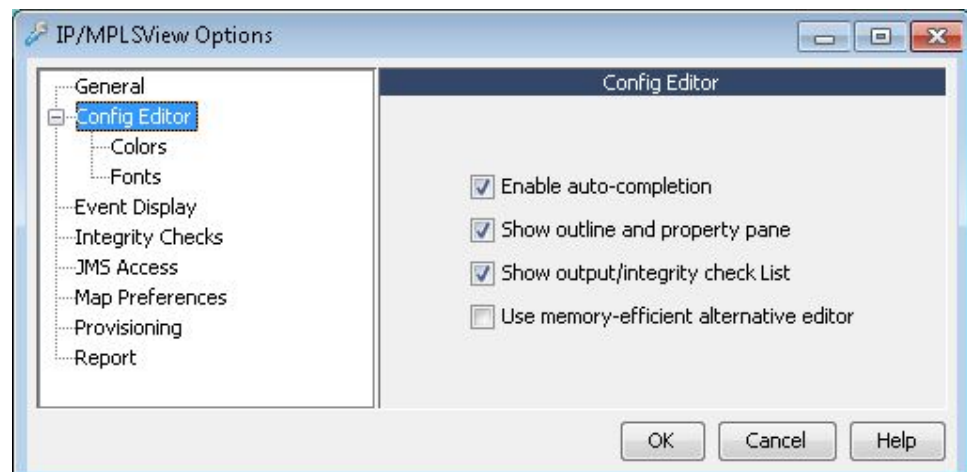 IP/MPLSView Options
General
Config Editor
Colors
Fonts
Event Display
Integrity Checks
JMS Access
Map Preferences
Provisioning
Report
Config Editor
Enable auto-completion
Show outline and property pane
Show output/integrity check List
Use memory-efficient alternative editor
OK
Cancel
Help